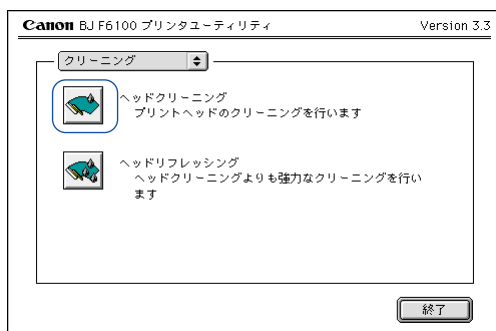 Canon BJ F6100 プリンタユーティリティ Version 3.3
クリーニング
ヘッドクリーニング
プリントヘッドのクリーニングを行います
ヘッドリフレッシング
ヘッドクリーニングよりも強力なクリーニングを行い
ます
終了